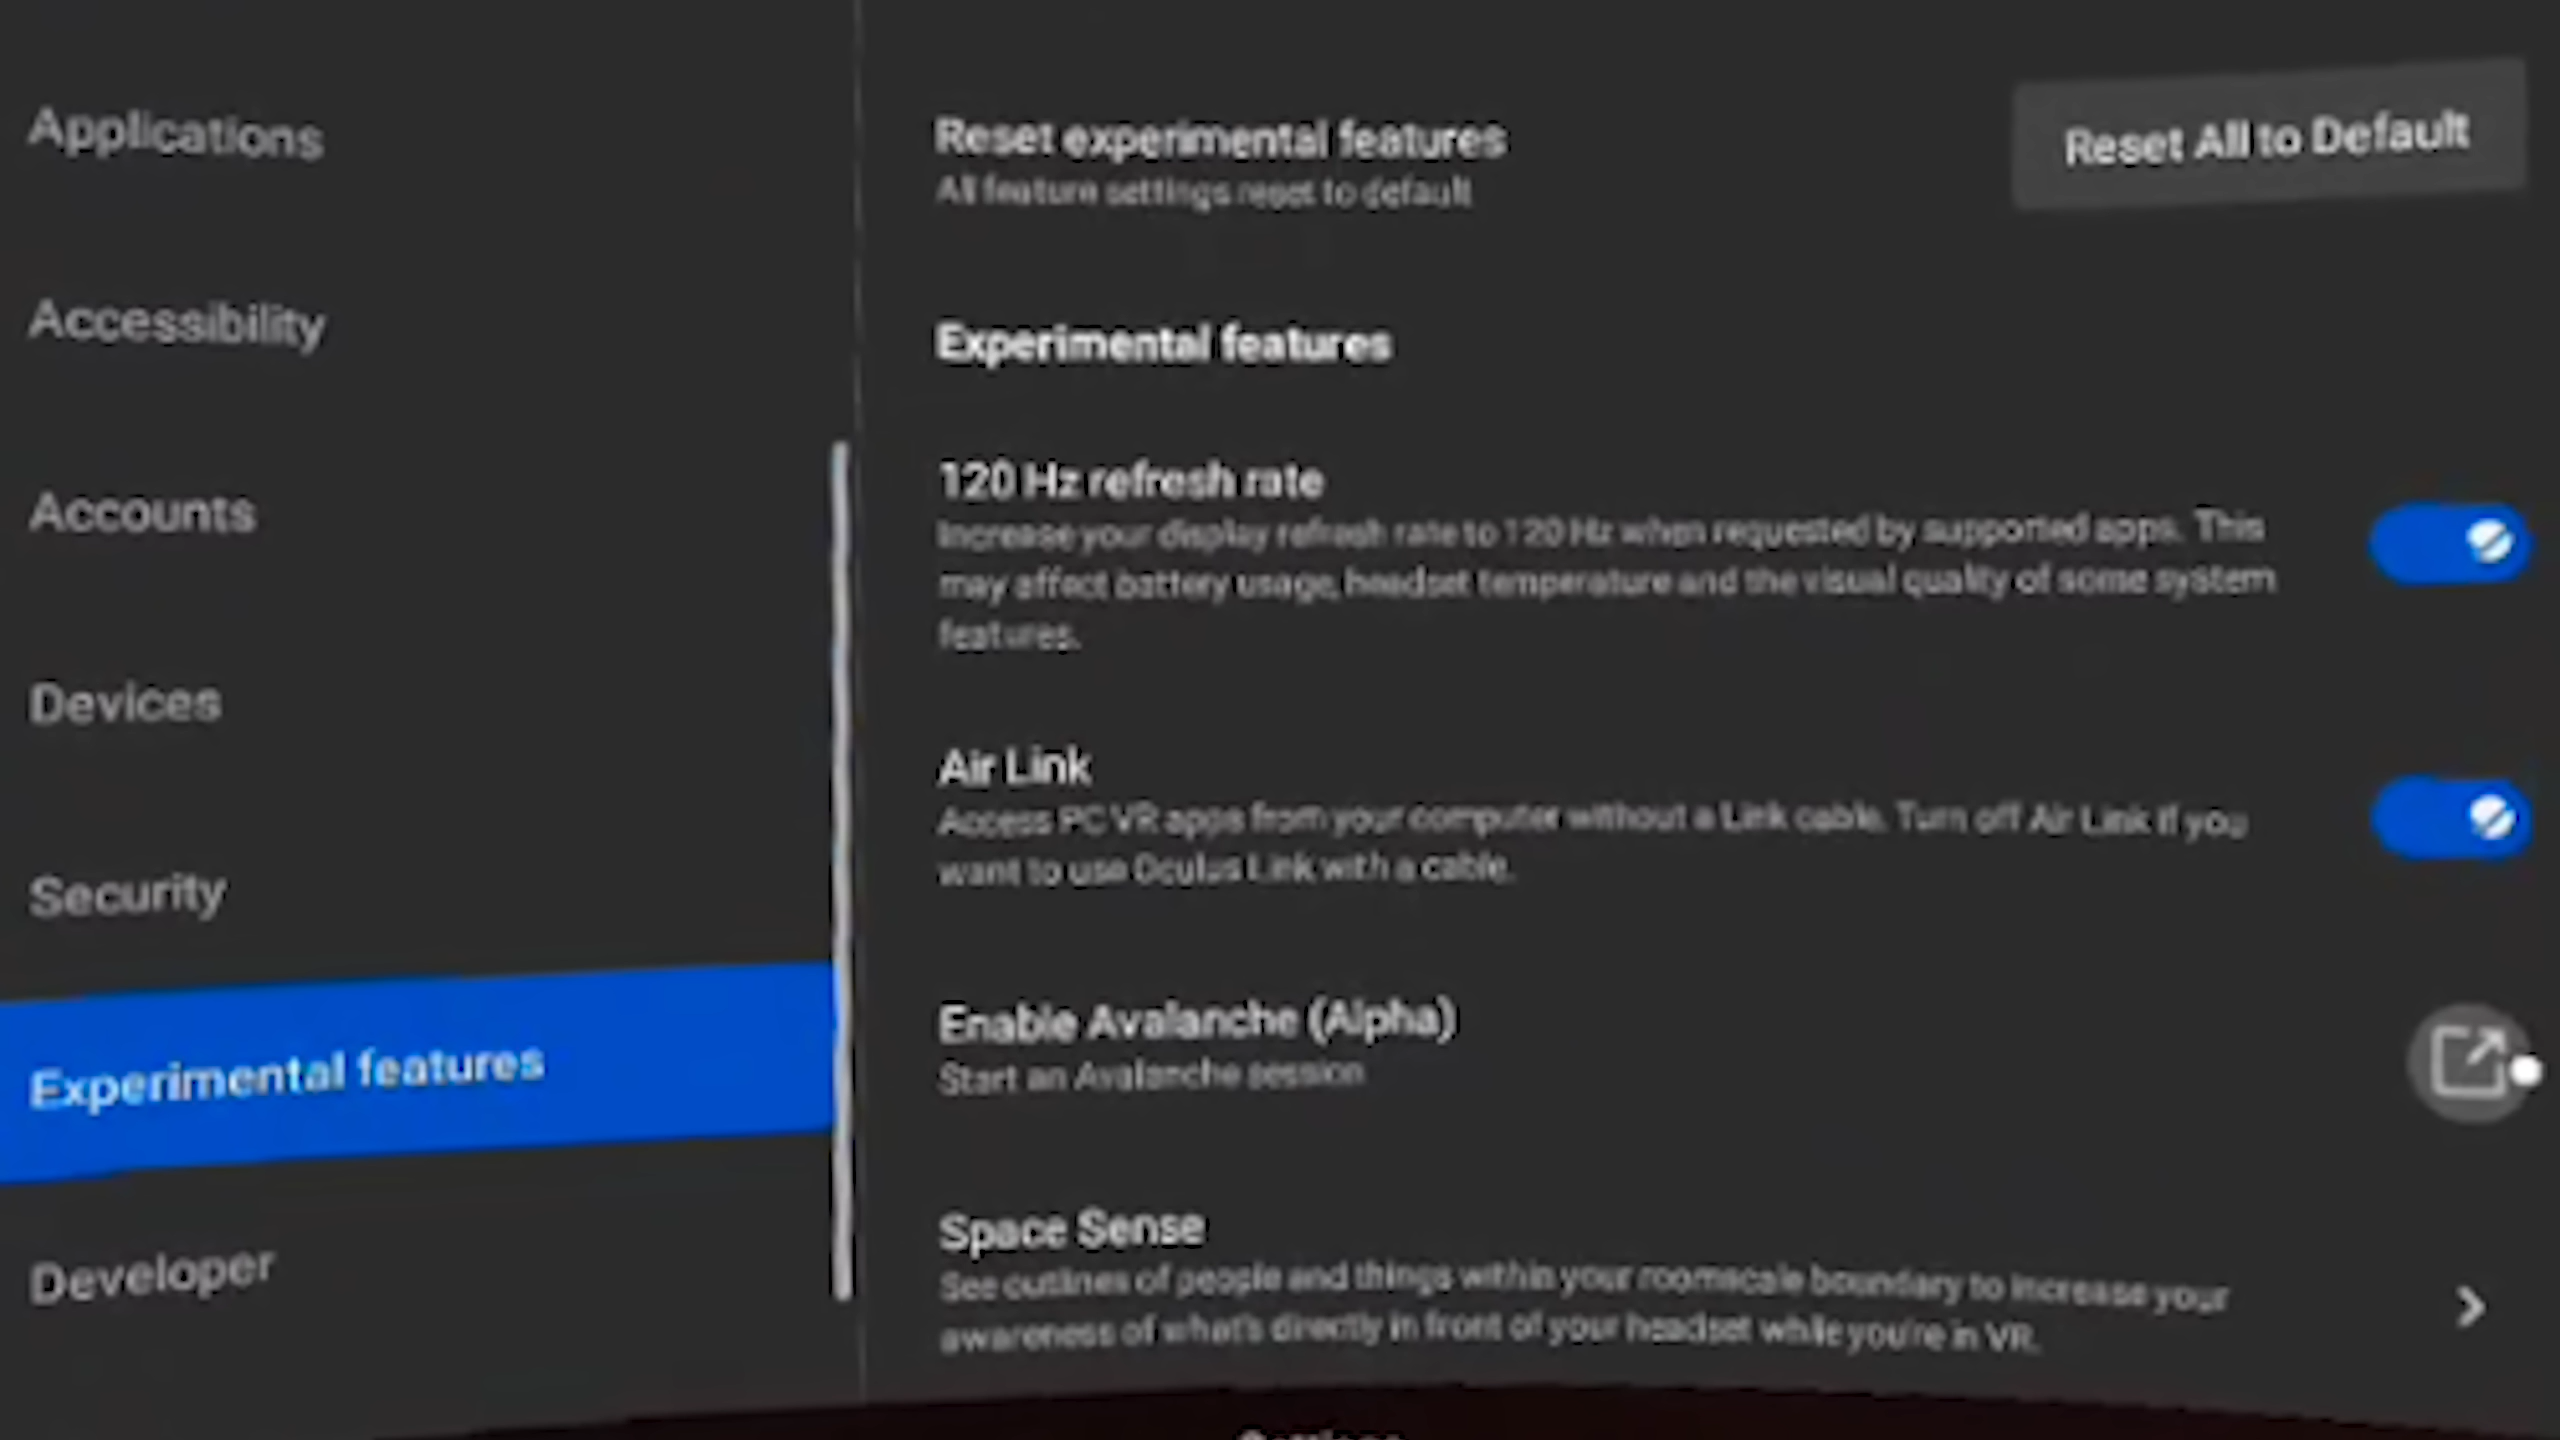 Applications
Accessibility
Accounts
Devices
Security
Experimental features
Developer
Reset experimental features
All feature settings reset to default
Reset All to Default
Experimental features
120 Hz refresh rate
Increase your display refresh rate to 120 Hz when requested by supported apps. This
may affect battery usage, headset temperature and the visual quality of some system
features.
Air Link
Access PC VR apps from your computer without a Link cable. Turn off Air Link if you
want to use Oculus Link with a cable.
Enable Avalanche (Alpha)
Start an Avalanche session
Space Sense
See outlines of people and things within your roomscale boundary to increase your
awareness of what's directly in front of your headset while you're in VR.